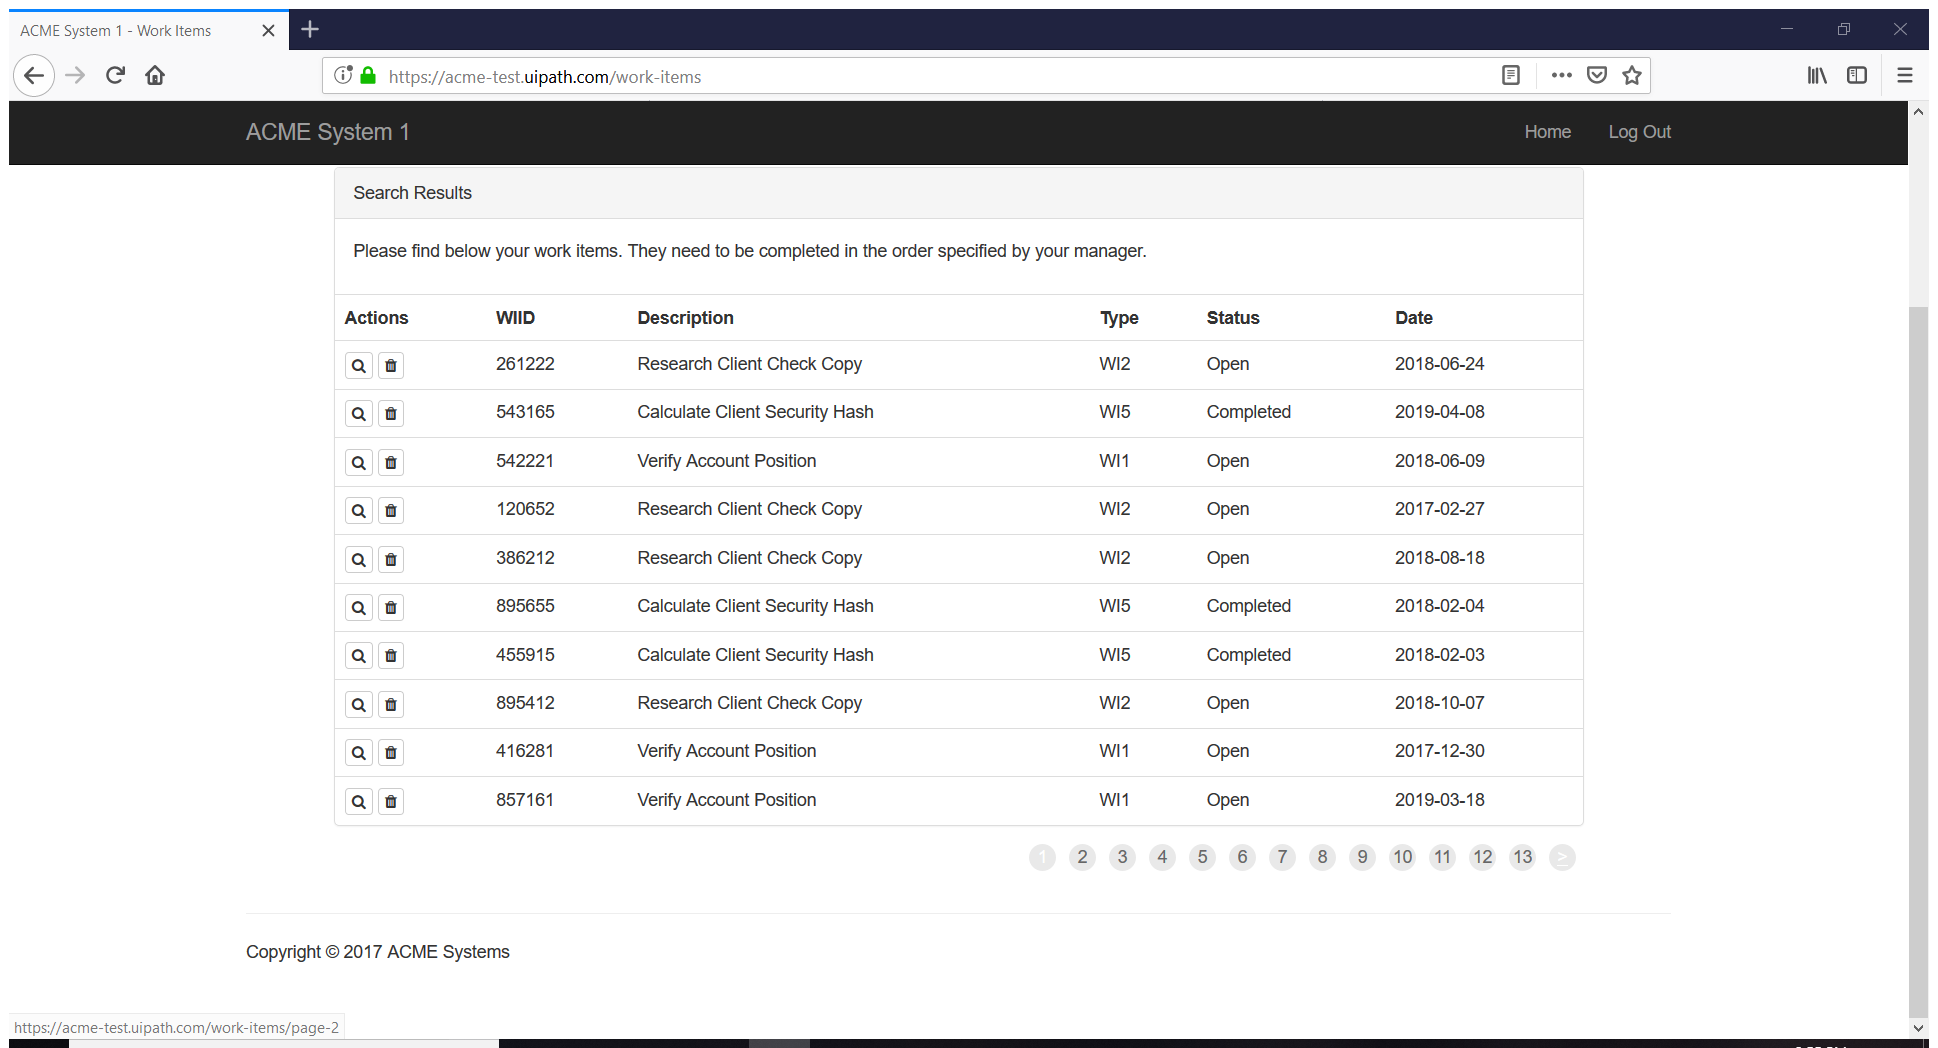 ACME System 1 - Work Items
https://acme-test.uipath.com/work-items
ACME System 1 Home Log Out
Search Results
Please find below your work items. They need to be completed in the order specified by your manager.
Actions WIID Description Type Status Date
261222 Research Client Check Copy WI2 Open 2018-06-24
543165 Calculate Client Security Hash WI5 Completed 2019-04-08
542221 Verify Account Position WI1 Open 2018-06-09
120652 Research Client Check Copy WI2 Open 2017-02-27
386212 Research Client Check Copy WI2 Open 2018-08-18
895655 Calculate Client Security Hash WI5 Completed 2018-02-04
455915 Calculate Client Security Hash WI5 Completed 2018-02-03
895412 Research Client Check Copy WI2 Open 2018-10-07
416281 Verify Account Position WI1 Open 2017-12-30
857161 Verify Account Position WI1 Open 2019-03-18
1 2 3 4 5 6 7 8 9 10 11 12 13 >
Copyright © 2017 ACME Systems
https://acme-test.uipath.com/work-items/page-2